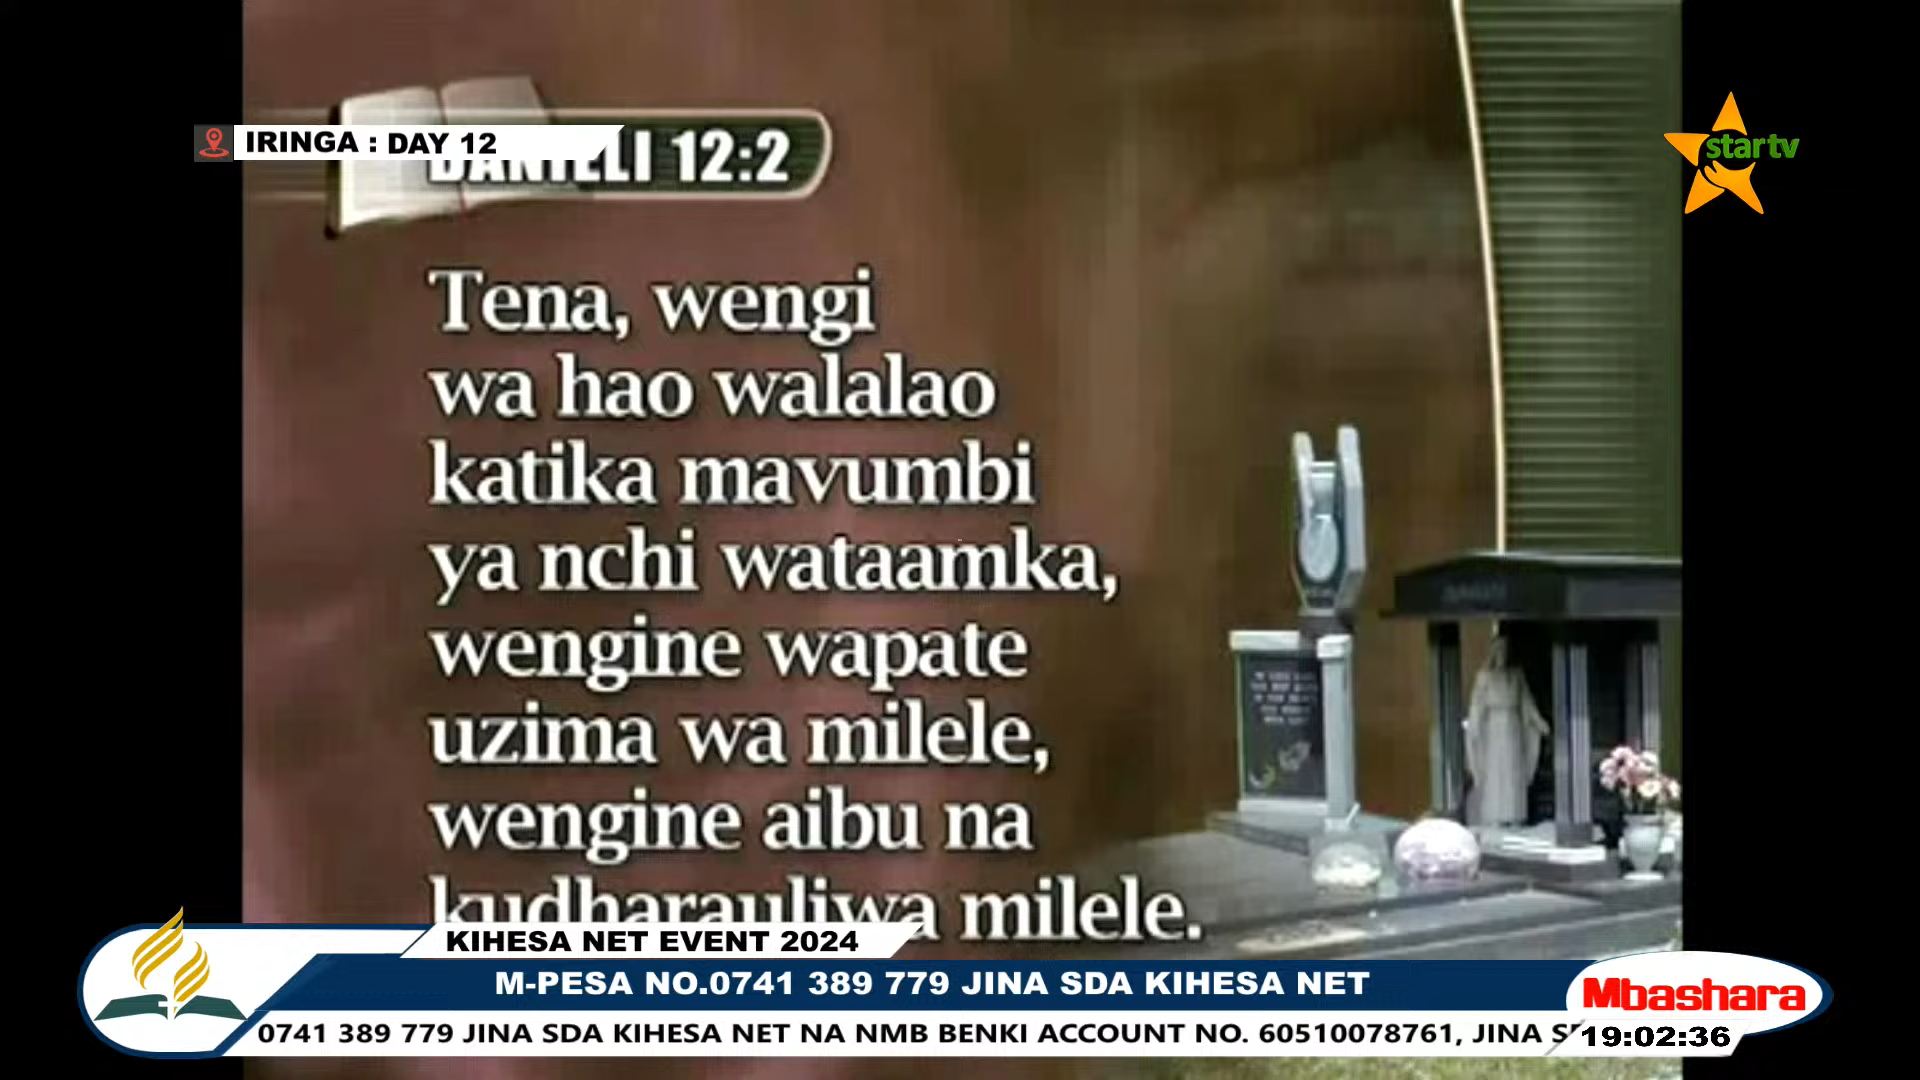 IRINGA : DAY 12
DANIELI 12:2
startv
Tena, wengi
wa hao walalao
katika mavumbi
ya nchi wataamka,
wengine wapate
uzima wa milele,
wengine aibu na
kudharauliwa milele.
KIHESA NET EVENT 2024
M-PESA NO.0741 389 779 JINA SDA KIHESA NET
Mbashara
0741 389 779 JINA SDA KIHESA NET NA NMB BENKI ACCOUNT NO. 60510078761, JINA
19:02:36